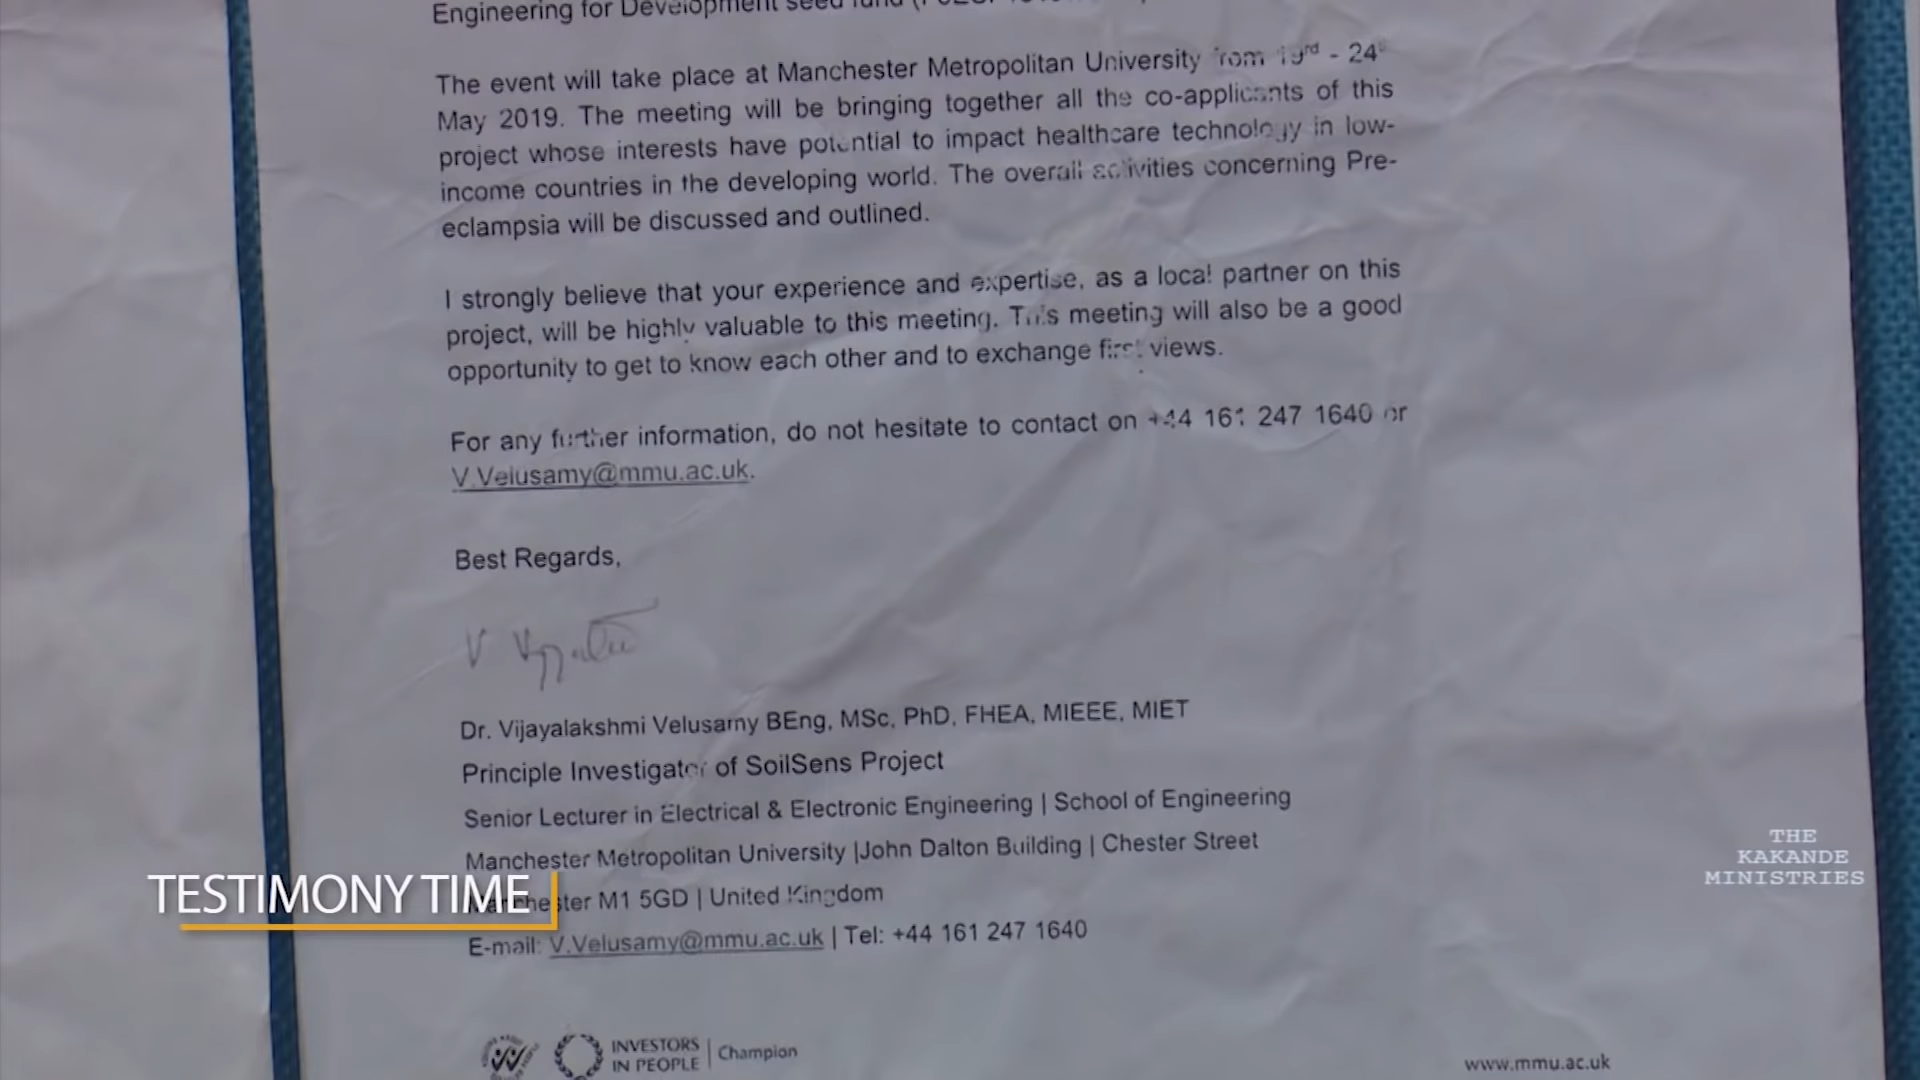 Engineering for Development seed fund
The event will take place at Manchester Metropolitan University from 19rd - 24
May 2019. The meeting will be bringing together all the co-applicants of this
project whose interests have potential to impact healthcare technology in low-
income countries in the developing world. The overall activities concerning Pre-
eclampsia will be discussed and outlined.
I strongly believe that your experience and expertise, as a local partner on this
project, will be highly valuable to this meeting. This meeting will also be a good
opportunity to get to know each other and to exchange first views.
For any further information, do not hesitate to contact on +44 161 247 1640 or
V.Velusamy@mmu.ac.uk.
Best Regards,
Dr. Vijayalakshmi Velusamy BEng, MSc, PhD, FHEA, MIEEE, MIET
Principle Investigator of SoilSens Project
Senior Lecturer in Electrical & Electronic Engineering | School of Engineering
Manchester Metropolitan University |John Dalton Building | Chester Street
Manchester M1 5GD | United Kingdom
E-mail: V.Velusamy@mmu.ac.uk | Tel: +44 161 247 1640
INVESTORS
IN PEOPLE | Champion
www.mmu.ac.uk
TESTIMONY TIME
THE
KAKANDE
MINISTRIES